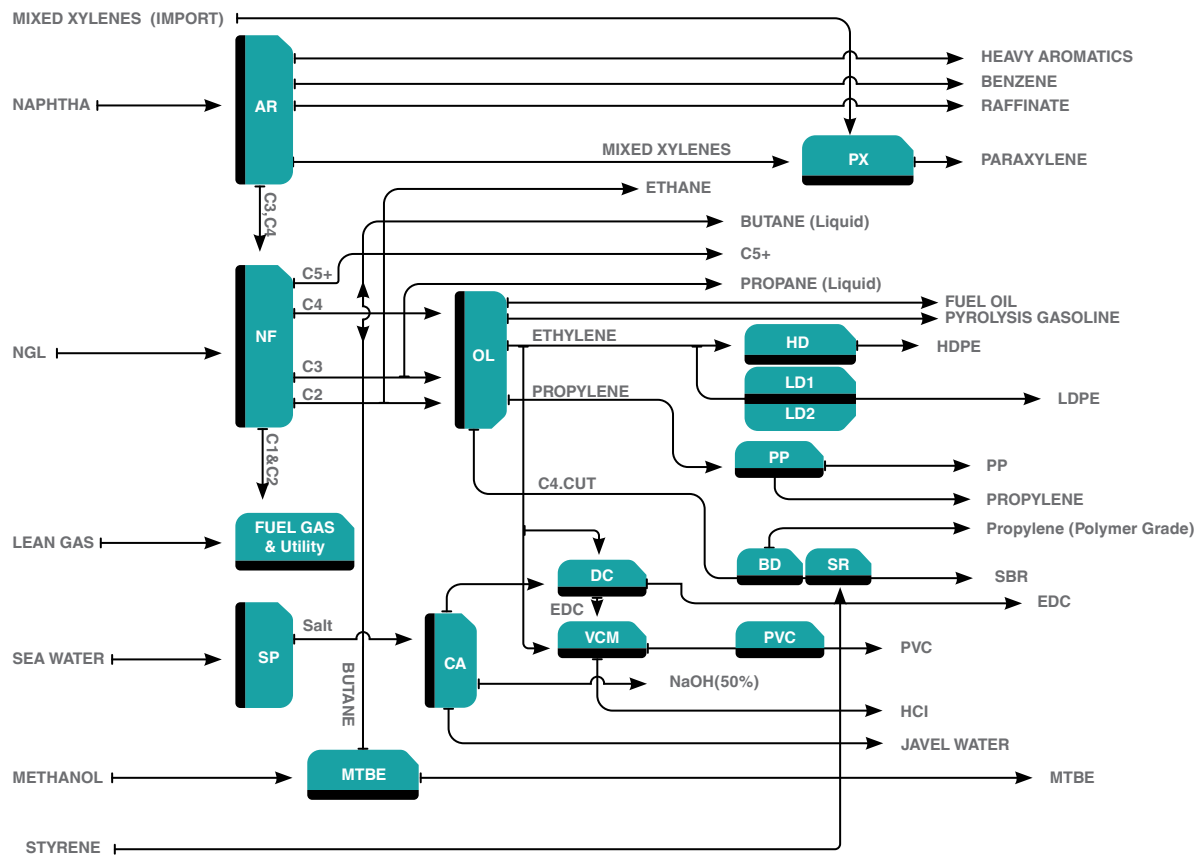 MIXED XYLENES (IMPORT)
HEAVY AROMATICS
BENZENE
NAPHTHA
AR
RAFFINATE
MIXED XYLENES
PX
PARAXYLENE
ETHANE
C3,C4
BUTANE (Liquid)
C5+
C5+
PROPANE (Liquid)
C4
FUEL OIL
PYROLYSIS GASOLINE
NF
ETHYLENE
HD
HDPE
NGL
OL
C3
LD1
C2
PROPYLENE
LDPE
LD2
C1&C2
PP
PP
C4.CUT
PROPYLENE
FUEL GAS
& Utility
Propylene (Polymer Grade)
LEAN GAS
BD
SR
DC
SBR
EDC
EDC
Salt
VCM
PVC
PVC
SEA WATER
SP
CA
NaOH(50%)
BUTANE
HCI
JAVEL WATER
METHANOL
MTBE
MTBE
STYRENE